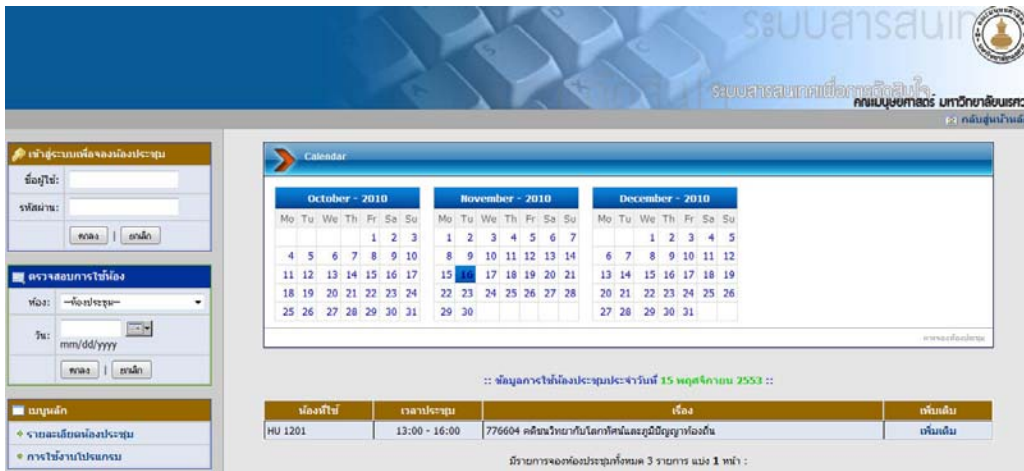 ระบบสารสนเท
ระบบสารสนเทศเพื่อการตัดสินใจ
คณะมนุษยศาสตร์ มหาวิทยาลัยนเรศว
กลับสู่หน้าหลั
เข้าสู่ระบบเพื่อจองห้องประชุม
ชื่อผู้ใช้:
รหัสผ่าน:
ตกลง | ยกเลิก
ตรวจสอบการใช้ห้อง
ห้อง: --ห้องประชุม--
วัน:
mm/dd/yyyy
ตกลง | ยกเลิก
เมนูหลัก
รายละเอียดห้องประชุม
การใช้งานโปรแกรม
Calendar
October - 2010
Mo Tu We Th Fr Sa Su
1 2 3
4 5 6 7 8 9 10
11 12 13 14 15 16 17
18 19 20 21 22 23 24
25 26 27 28 29 30 31
November - 2010
Mo Tu We Th Fr Sa Su
1 2 3 4 5 6 7
8 9 10 11 12 13 14
15 16 17 18 19 20 21
22 23 24 25 26 27 28
29 30
December - 2010
Mo Tu We Th Fr Sa Su
1 2 3 4 5
6 7 8 9 10 11 12
13 14 15 16 17 18 19
20 21 22 23 24 25 26
27 28 29 30 31
การจองห้องประชุม
:: ข้อมูลการใช้ห้องประชุมประจำวันที่ 15 พฤศจิกายน 2553 ::
ห้องที่ใช้ เวลาประชุม เรื่อง เพิ่มเติม
HU 1201 13:00 - 16:00 776604 คติชนวิทยากับโลกทัศน์และภูมิปัญญาท้องถิ่น เพิ่มเติม
มีรายการจองห้องประชุมทั้งหมด 3 รายการ แบ่ง 1 หน้า :